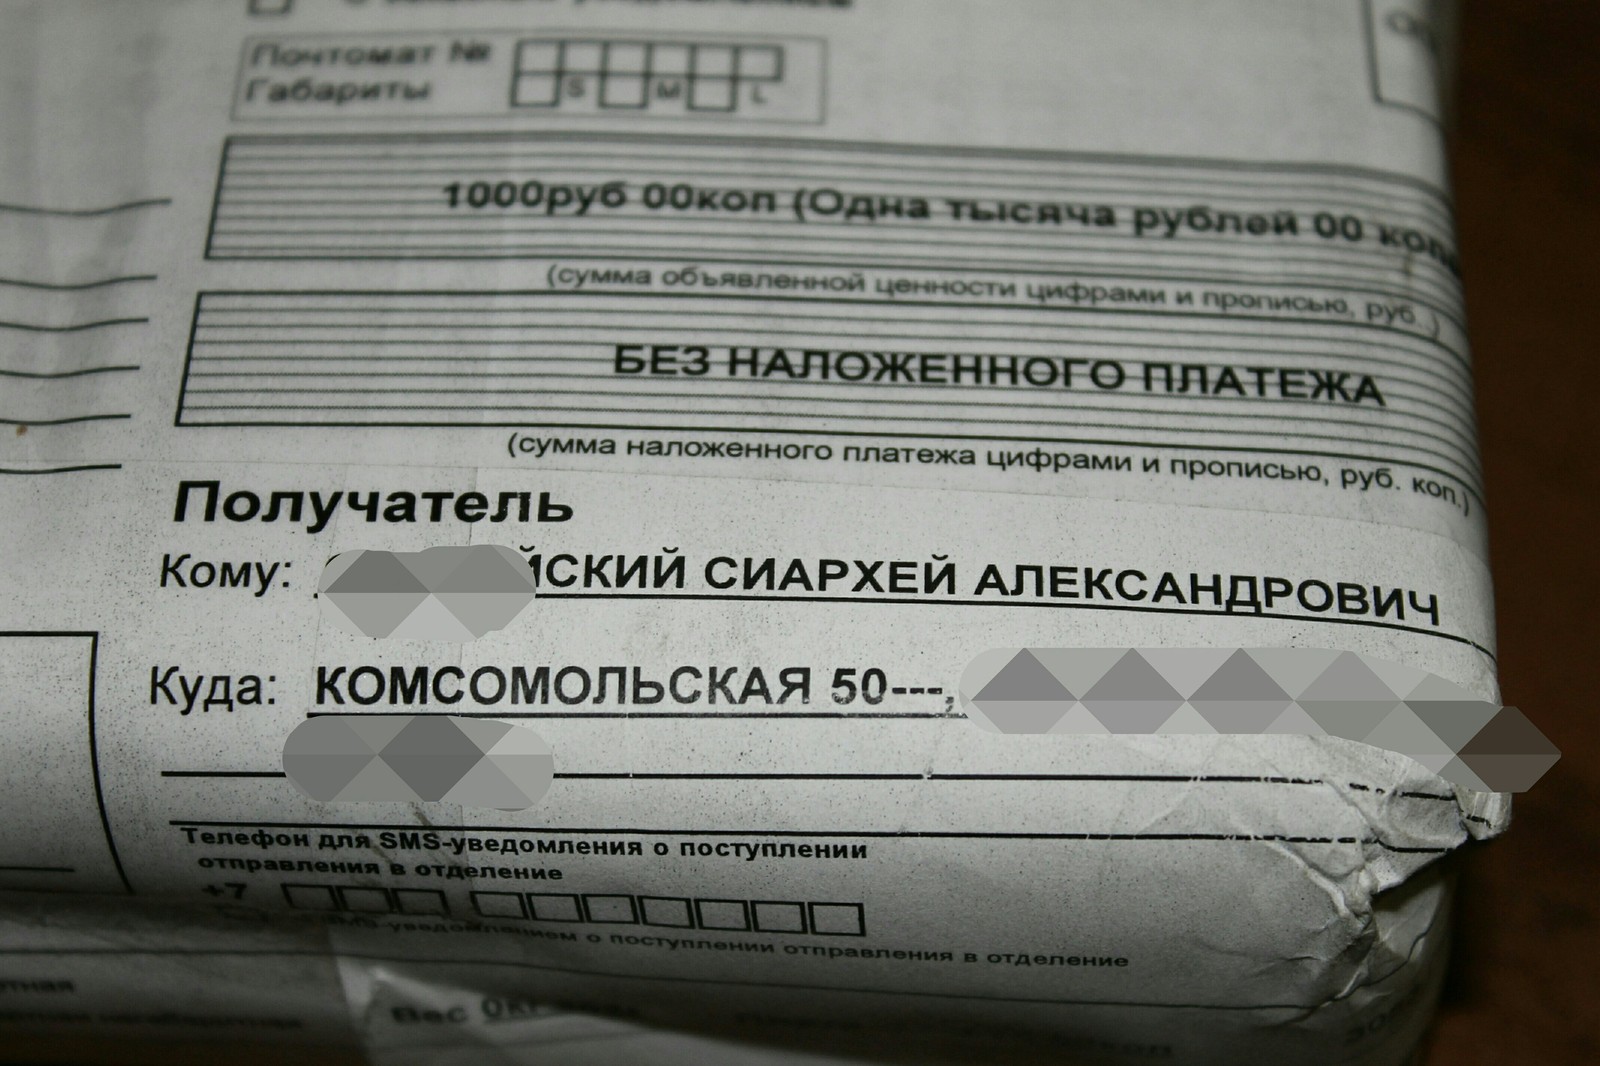 Почтомат №
Габариты S M L
1000руб 00коп (Одна тысяча рублей 00
(сумма объявленной ценности цифрами и прописью, руб..)
БЕЗ НАЛОЖЕННОГО ПЛАТЕЖА
(сумма наложенного платежа цифрами и прописью, руб. коп.)
Получатель
Кому: ЙСКИЙ СИАРХЕЙ АЛЕКСАНДРОВИЧ
Куда: КОМСОМОЛЬСКАЯ 50---,
Телефон для SMS-уведомления о поступлении
отправления в отделение
+7
уведомлением о поступлении отправления в отделение
Вес